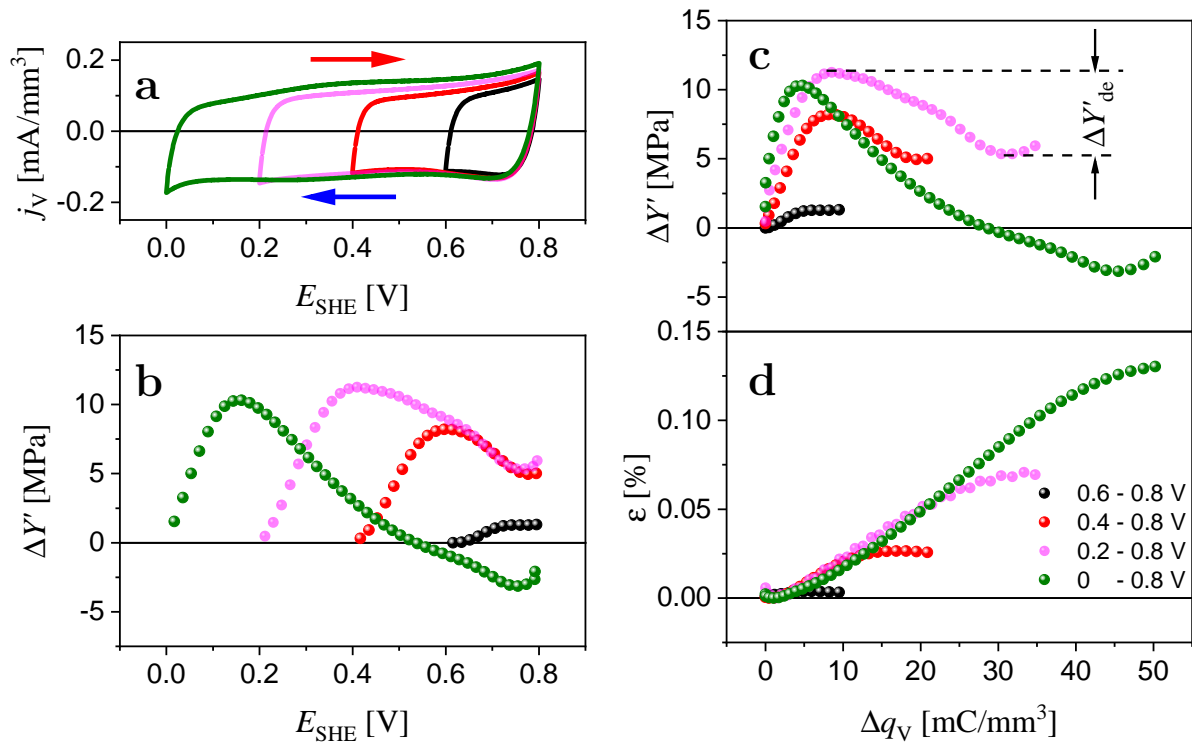 a
j_V [mA/mm³]
0.2
0.0
-0.2
0.0 0.2 0.4 0.6 0.8
E_SHE [V]
b
ΔY' [MPa]
15
10
5
0
-5
0.0 0.2 0.4 0.6 0.8
E_SHE [V]
c
ΔY' [MPa]
15
10
5
0
-5
ΔY'_de
d
ε [%]
0.15
0.10
0.05
0.00
0.6 - 0.8 V
0.4 - 0.8 V
0.2 - 0.8 V
0 - 0.8 V
0 10 20 30 40 50
Δq_V [mC/mm³]